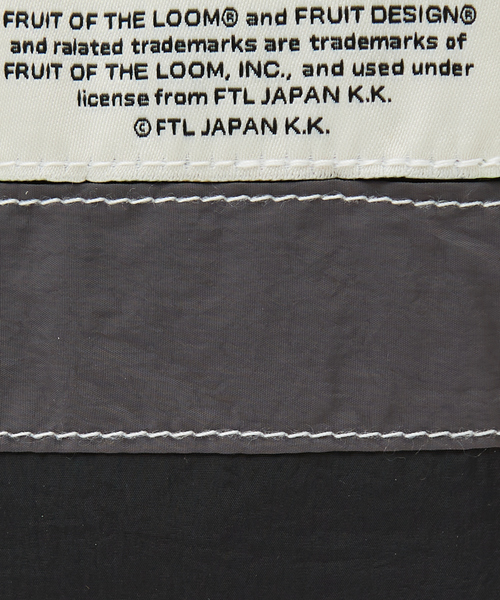 FRUIT OF THE LOOM® and FRUIT DESIGN®
and ralated trademarks are trademarks of
FRUIT OF THE LOOM, INC., and used under
license from FTL JAPAN K.K.
© FTL JAPAN K.K.